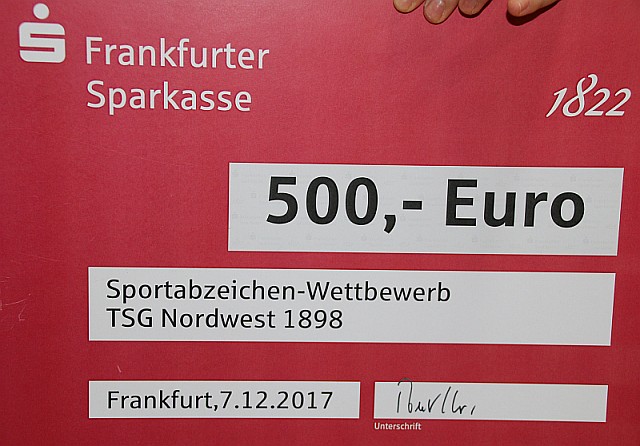 Frankfurter
Sparkasse
1822
500,- Euro
Sportabzeichen-Wettbewerb
TSG Nordwest 1898
Frankfurt,7.12.2017
Unterschrift